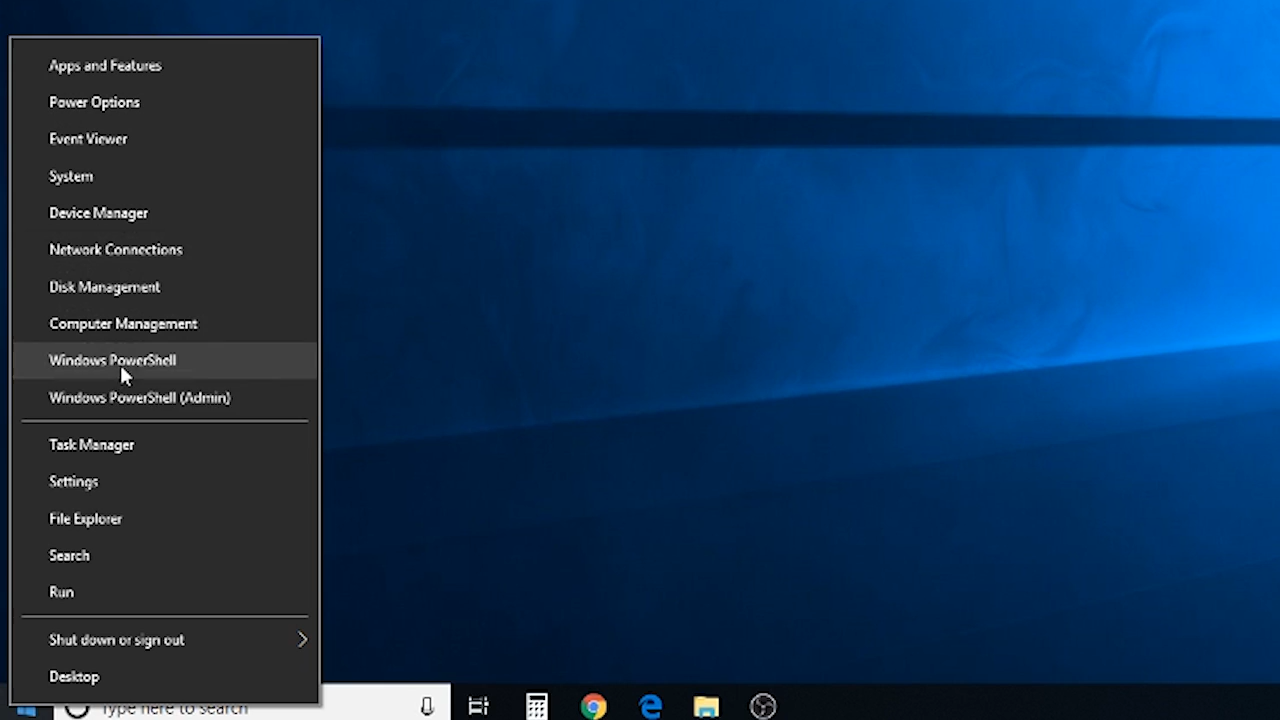 Apps and Features
Power Options
Event Viewer
System
Device Manager
Network Connections
Disk Management
Computer Management
Windows PowerShell
Windows PowerShell (Admin)
Task Manager
Settings
File Explorer
Search
Run
Shut down or sign out
Desktop
Type here to search